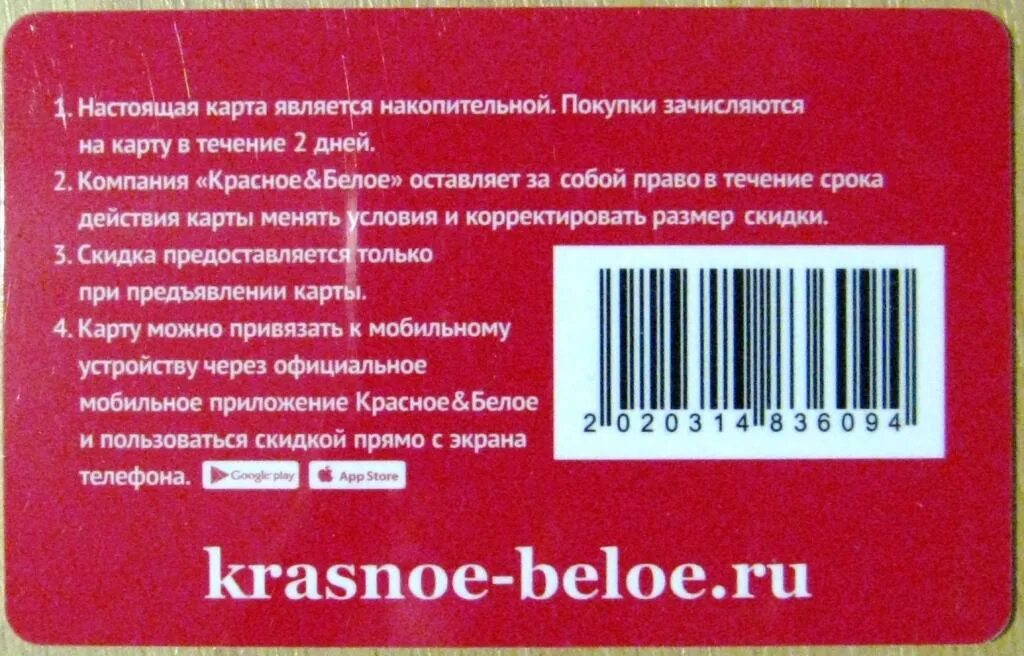 1. Настоящая карта является накопительной. Покупки зачисляются
на карту в течение 2 дней.
2. Компания «Красное&Белое» оставляет за собой право в течение срока
действия карты менять условия и корректировать размер скидки.
3. Скидка предоставляется только
при предъявлении карты.
4. Карту можно привязать к мобильному
устройству через официальное
мобильное приложение Красное&Белое
и пользоваться скидкой прямо с экрана
телефона. Google play App Store
2 020314 836094
krasnoe-beloe.ru